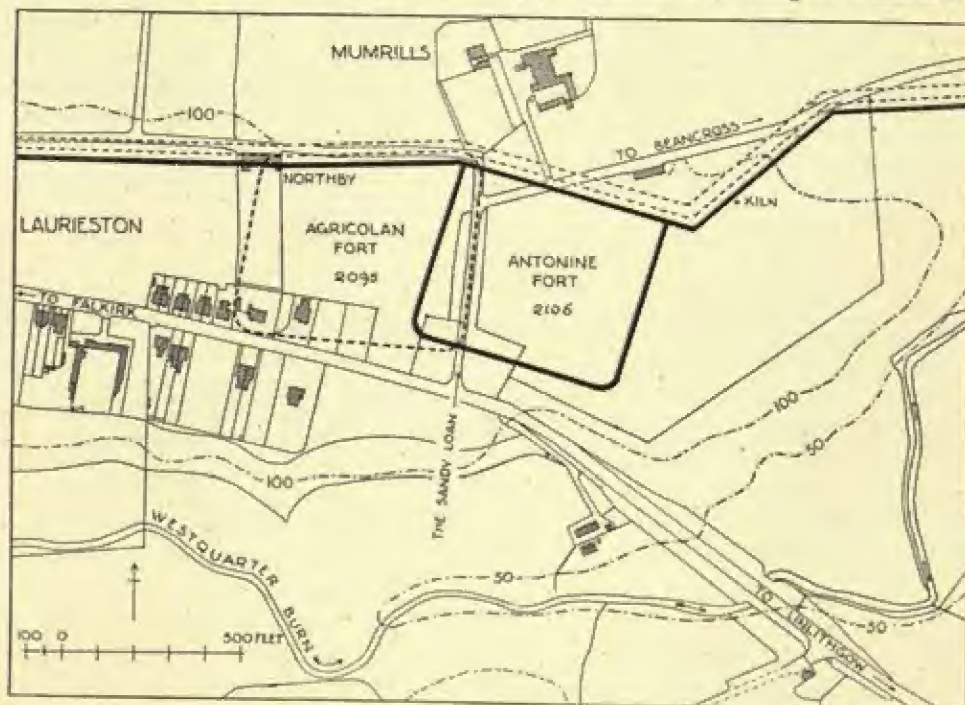 MUMRILLS
100
TO BEANCROSS
NORTHBY
KILN
LAURIESTON
AGRICOLAN
FORT
2095
ANTONINE
FORT
2106
TO FALKIRK
100
50
100
THE SANDY LOAN
WESTQUARTER BURN
50
TO LINLITHGOW
50
100 0 500 FEET